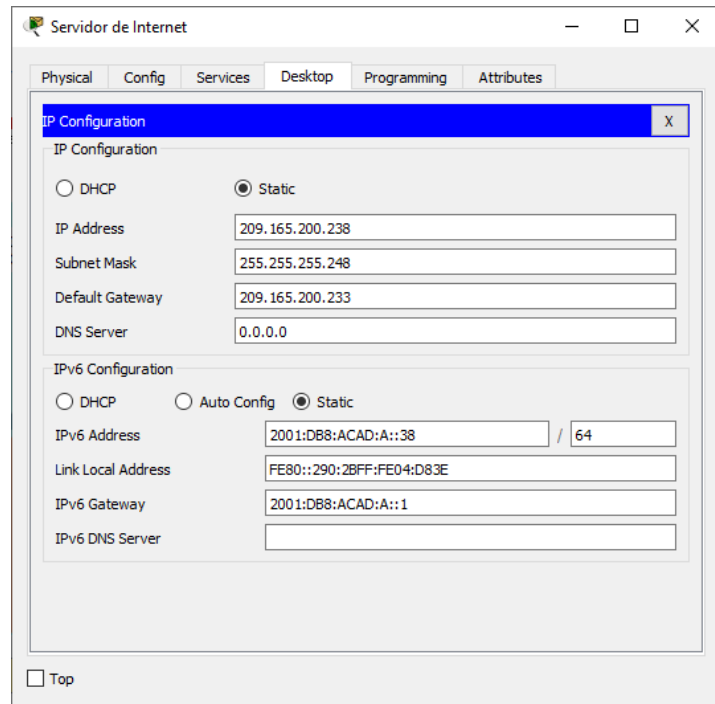 Servidor de Internet
Physical Config Services Desktop Programming Attributes
IP Configuration X
IP Configuration
DHCP Static
IP Address 209.165.200.238
Subnet Mask 255.255.255.248
Default Gateway 209.165.200.233
DNS Server 0.0.0.0
IPv6 Configuration
DHCP Auto Config Static
IPv6 Address 2001:DB8:ACAD:A::38 / 64
Link Local Address FE80::290:2BFF:FE04:D83E
IPv6 Gateway 2001:DB8:ACAD:A::1
IPv6 DNS Server
Top